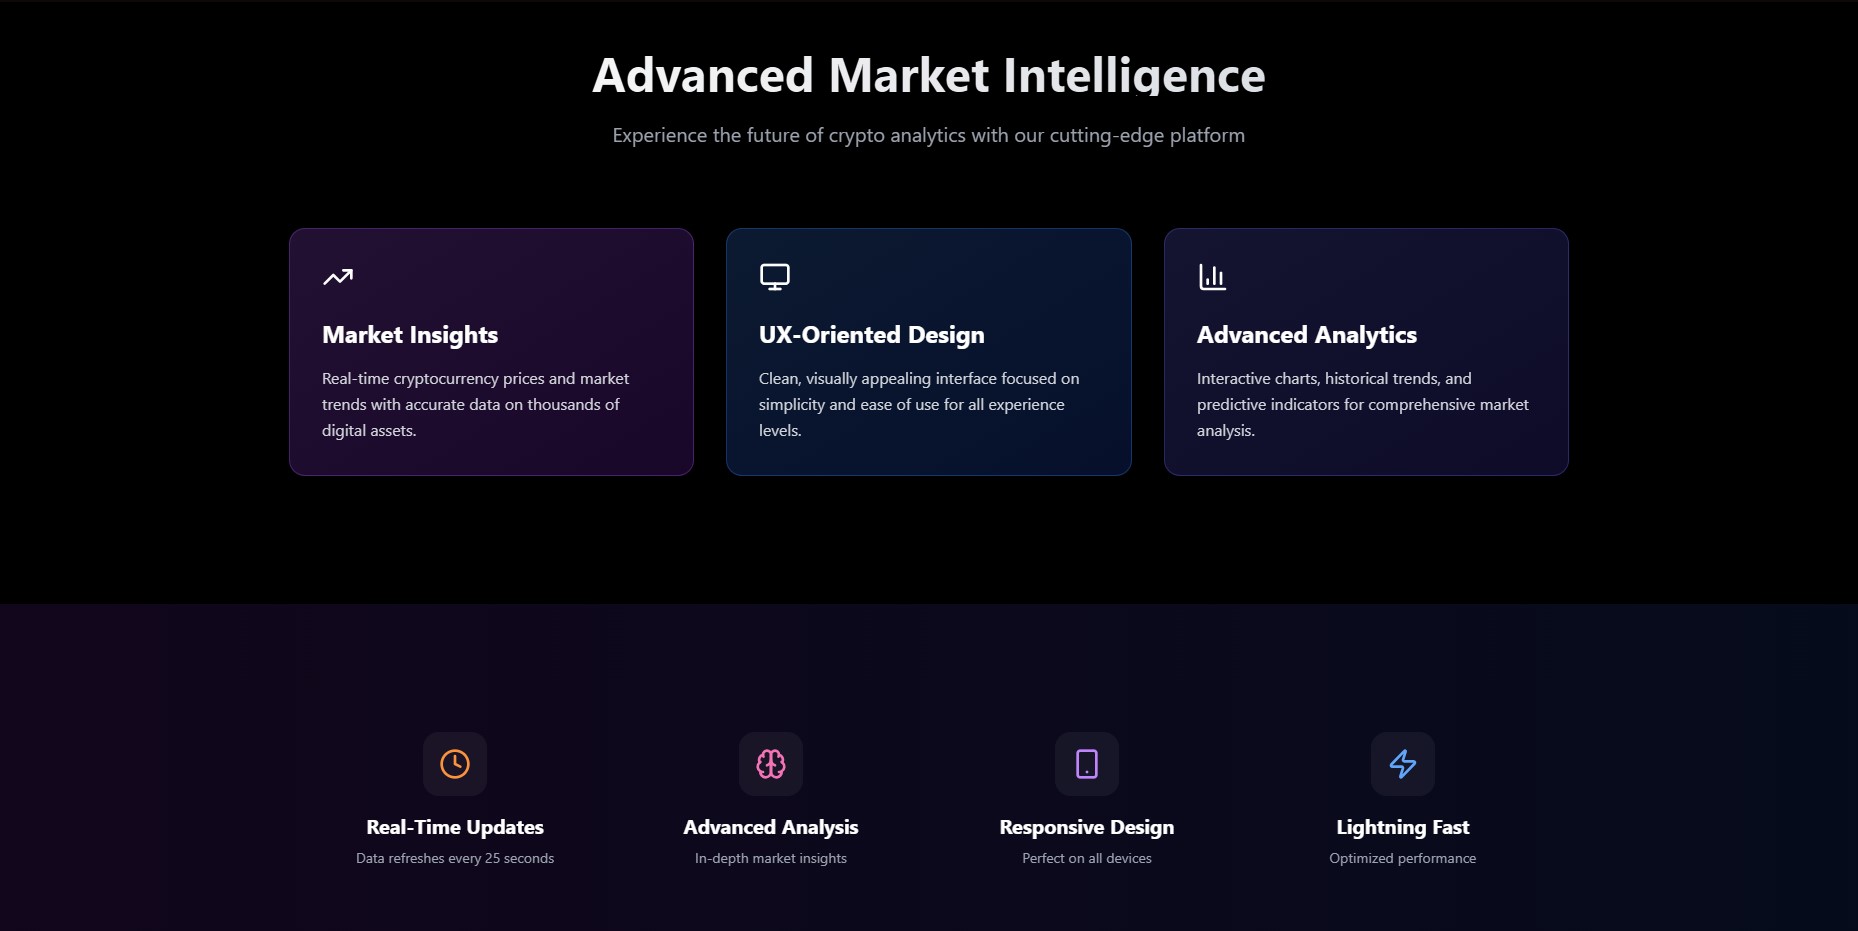 Advanced Market Intelligence
Experience the future of crypto analytics with our cutting-edge platform
Market Insights
Real-time cryptocurrency prices and market
trends with accurate data on thousands of
digital assets.
UX-Oriented Design
Clean, visually appealing interface focused on
simplicity and ease of use for all experience
levels.
Advanced Analytics
Interactive charts, historical trends, and
predictive indicators for comprehensive market
analysis.
Real-Time Updates
Data refreshes every 25 seconds
Advanced Analysis
In-depth market insights
Responsive Design
Perfect on all devices
Lightning Fast
Optimized performance